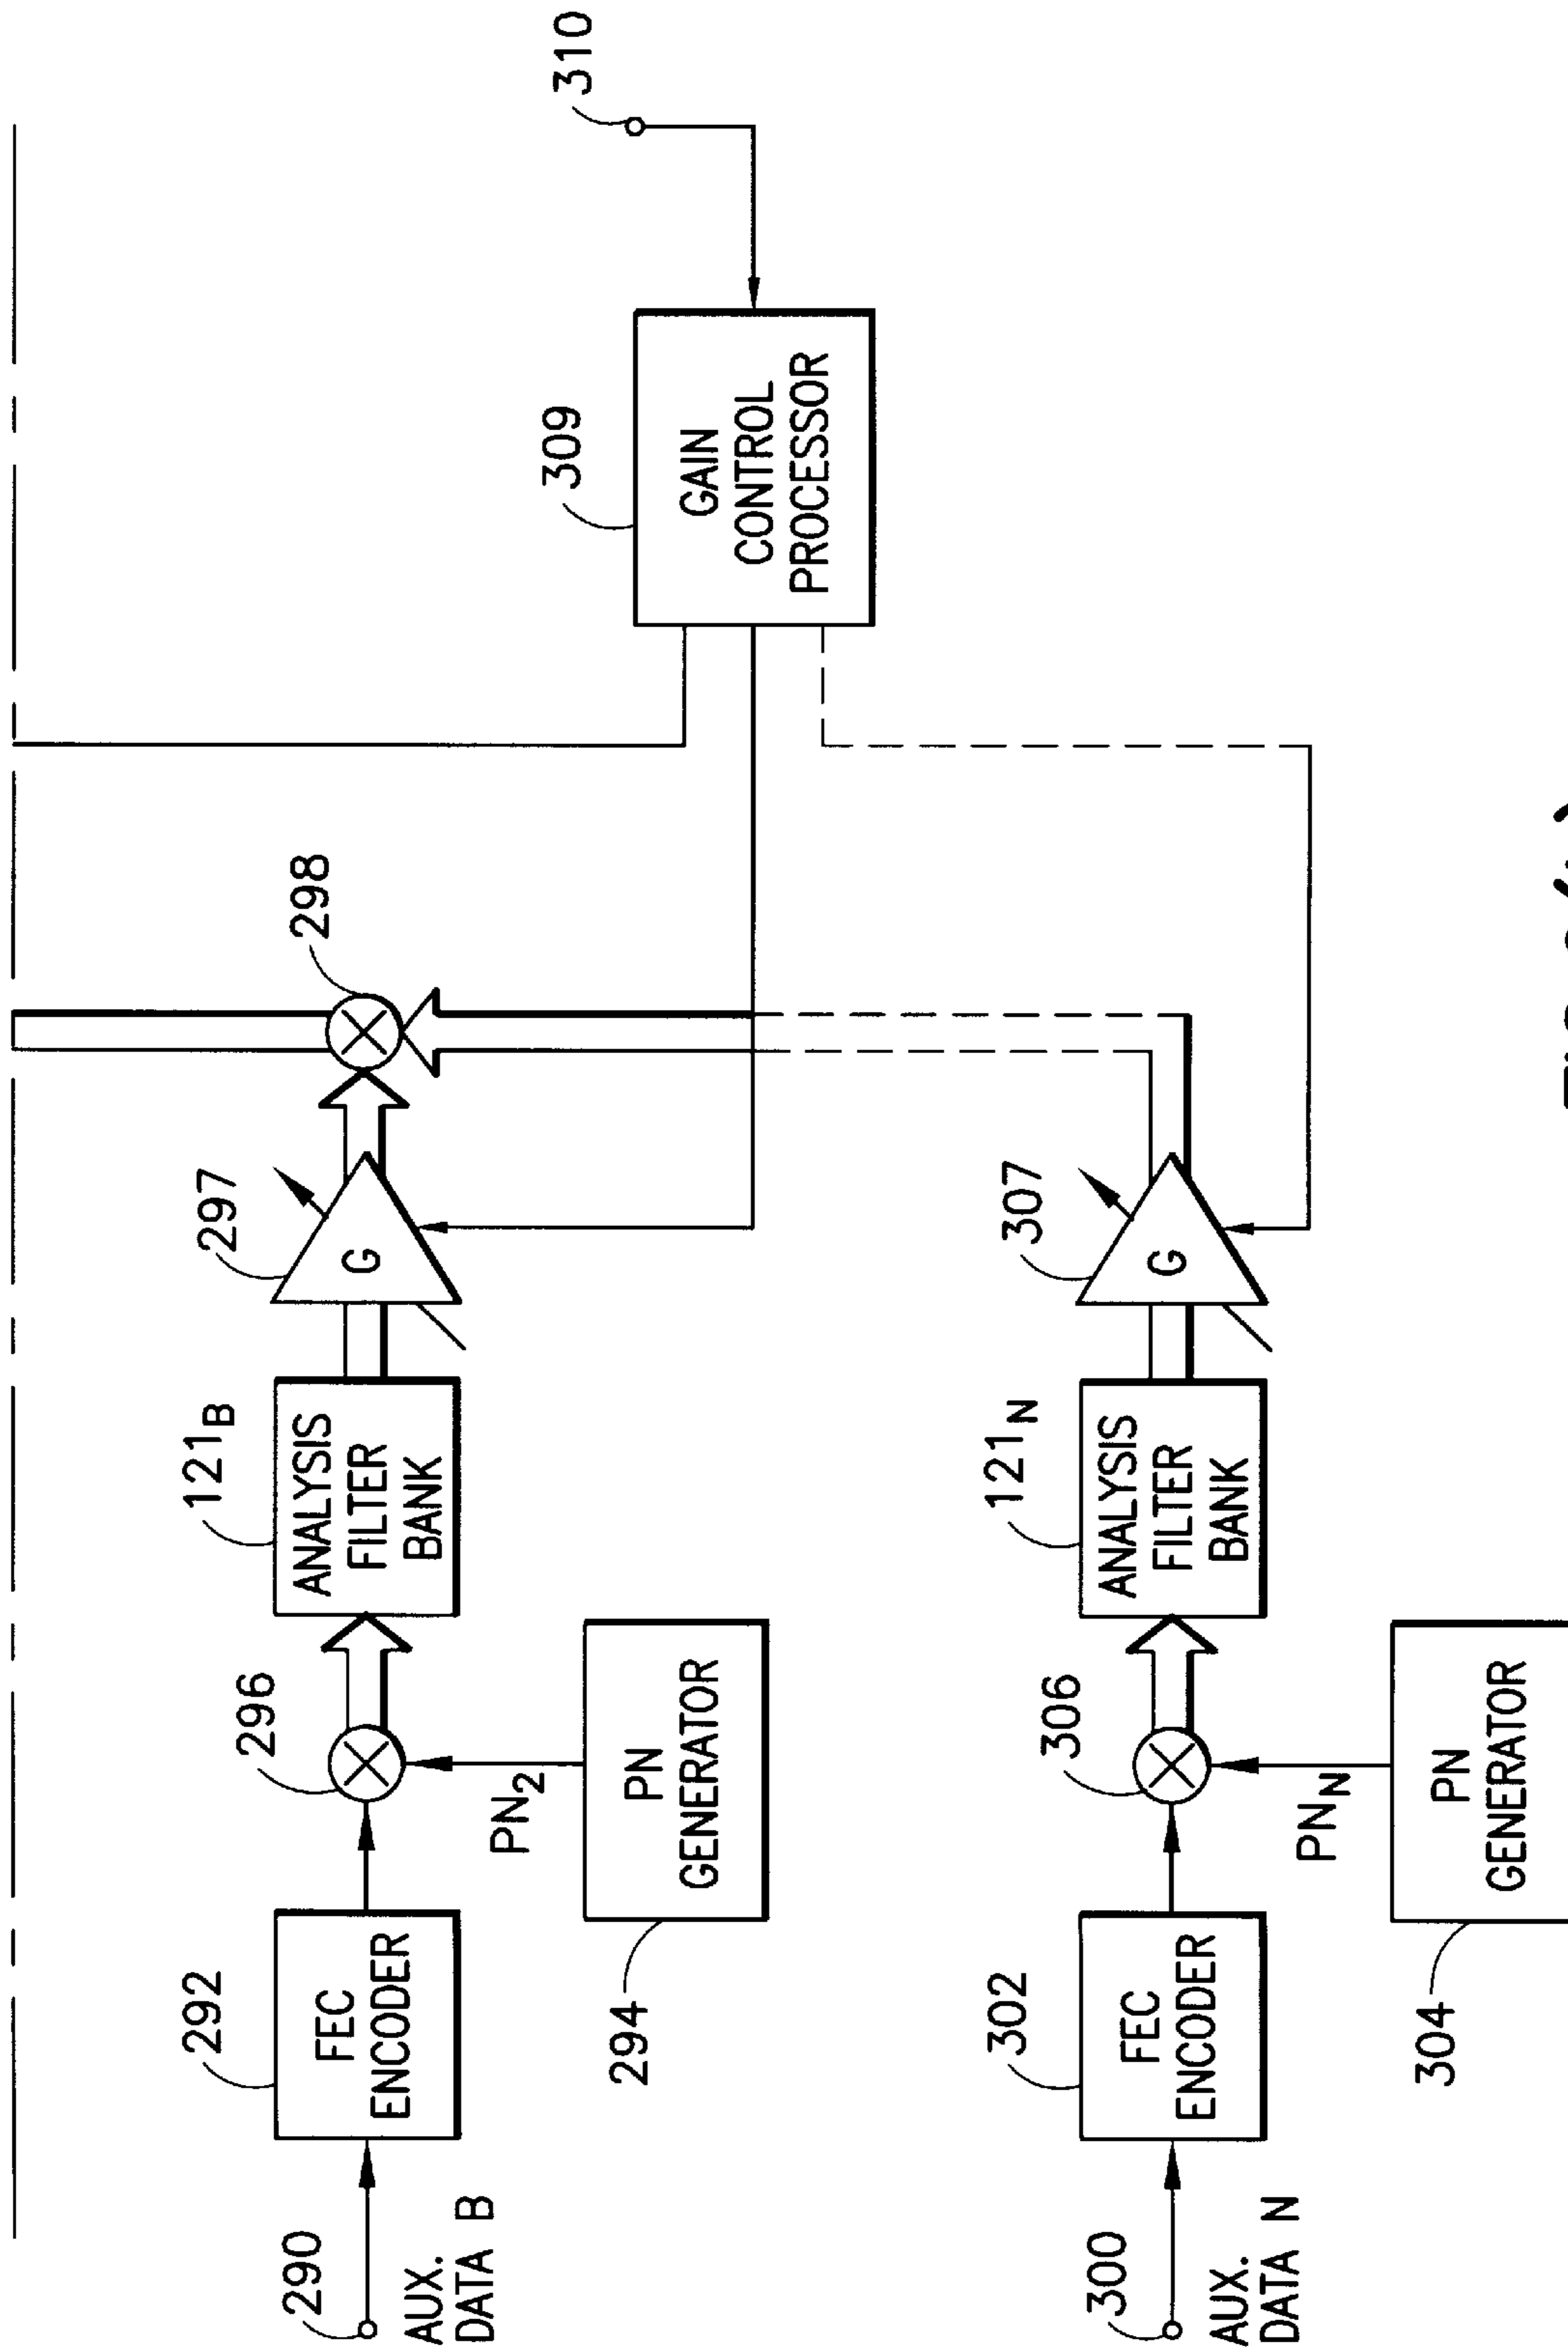 290
AUX.
DATA B
292
FEC
ENCODER
296
PN₂
294
PN
GENERATOR
121B
ANALYSIS
FILTER
BANK
297
G
298
309
GAIN
CONTROL
PROCESSOR
310
300
AUX.
DATA N
302
FEC
ENCODER
306
PNN
304
PN
GENERATOR
121N
ANALYSIS
FILTER
BANK
307
G